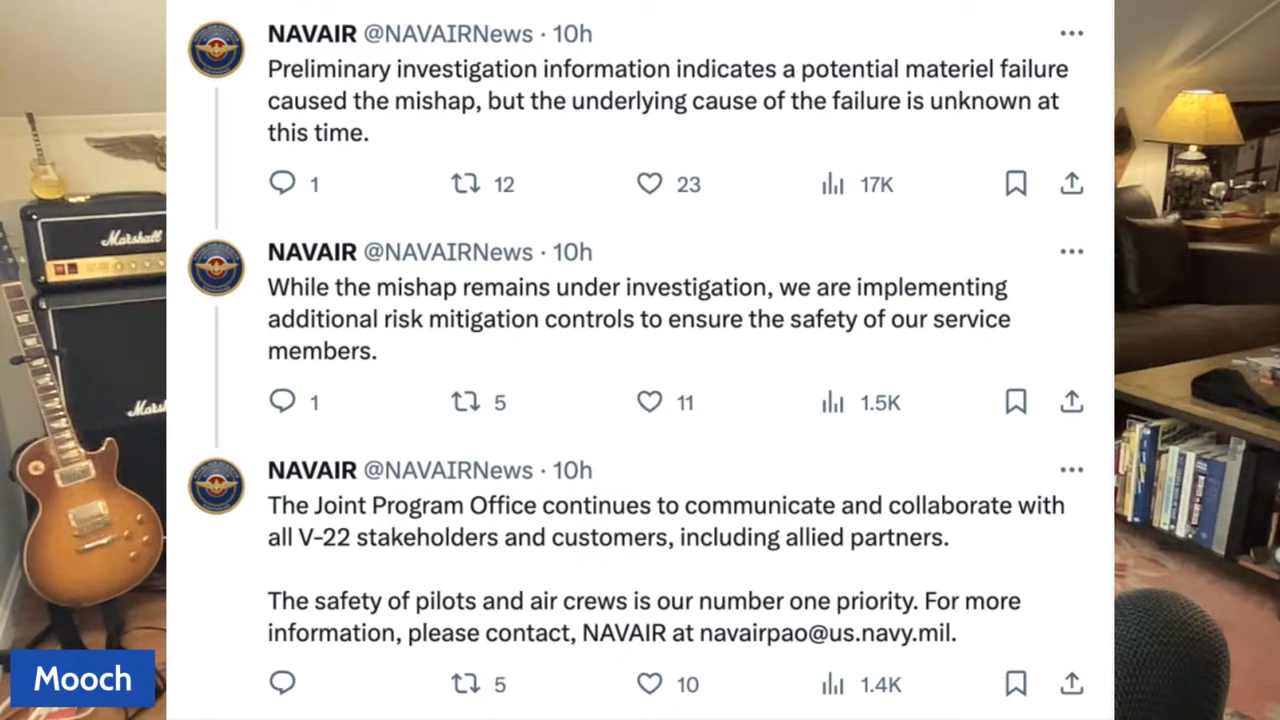 NAVAIR @NAVAIRNews · 10h
Preliminary investigation information indicates a potential materiel failure
caused the mishap, but the underlying cause of the failure is unknown at
this time.
1 12 23 17K
NAVAIR @NAVAIRNews · 10h
While the mishap remains under investigation, we are implementing
additional risk mitigation controls to ensure the safety of our service
members.
1 5 11 1.5K
NAVAIR @NAVAIRNews · 10h
The Joint Program Office continues to communicate and collaborate with
all V-22 stakeholders and customers, including allied partners.
The safety of pilots and air crews is our number one priority. For more
information, please contact, NAVAIR at navairpao@us.navy.mil.
5 10 1.4K
Marshall
Mooch